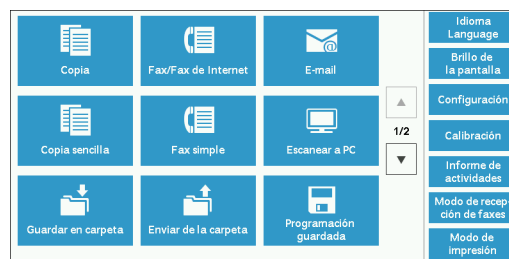 Copia
Fax/Fax de Internet
E-mail
Copia sencilla
Fax simple
Escanear a PC
Guardar en carpeta
Enviar de la carpeta
Programación
guardada
1/2
Idioma
Language
Brillo de
la pantalla
Configuración
Calibración
Informe de
actividades
Modo de recep-
ción de faxes
Modo de
impresión